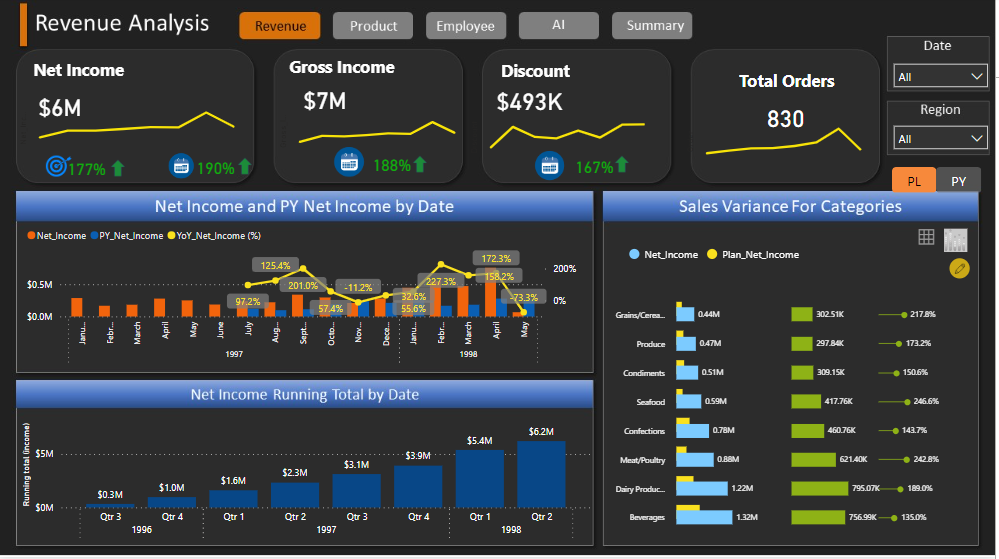 Revenue Analysis
Revenue
Product
Employee
AI
Summary
Date
All
Region
All
PL
PY
Net Income
$6M
177%
190%
Gross Income
$7M
188%
Discount
$493K
167%
Total Orders
830
Net Income and PY Net Income by Date
Net_Income
PY_Net_Income
YoY_Net_Income (%)
$0.5M
$0.0M
97.2%
125.4%
201.0%
57.4%
-11.2%
32.6%
55.6%
227.3%
172.3%
158.2%
-73.3%
200%
0%
Janu...
Febr...
March
April
May
June
July
Aug...
Sept...
Octo...
Nov...
Dece...
Janu...
Febr...
March
April
May
1997
1998
Net Income Running Total by Date
Running total (income)
$5M
$0M
$0.3M
$1.0M
$1.6M
$2.3M
$3.1M
$3.9M
$5.4M
$6.2M
Qtr 3
Qtr 4
Qtr 1
Qtr 2
Qtr 3
Qtr 4
Qtr 1
Qtr 2
1996
1997
1998
Sales Variance For Categories
Net_Income
Plan_Net_Income
Grains/Cerea... 0.44M 302.51K 217.8%
Produce 0.47M 297.84K 173.2%
Condiments 0.51M 309.15K 150.6%
Seafood 0.59M 417.76K 246.6%
Confections 0.78M 460.76K 143.7%
Meat/Poultry 0.88M 621.40K 242.8%
Dairy Produc... 1.22M 795.07K 189.0%
Beverages 1.32M 756.99K 135.0%